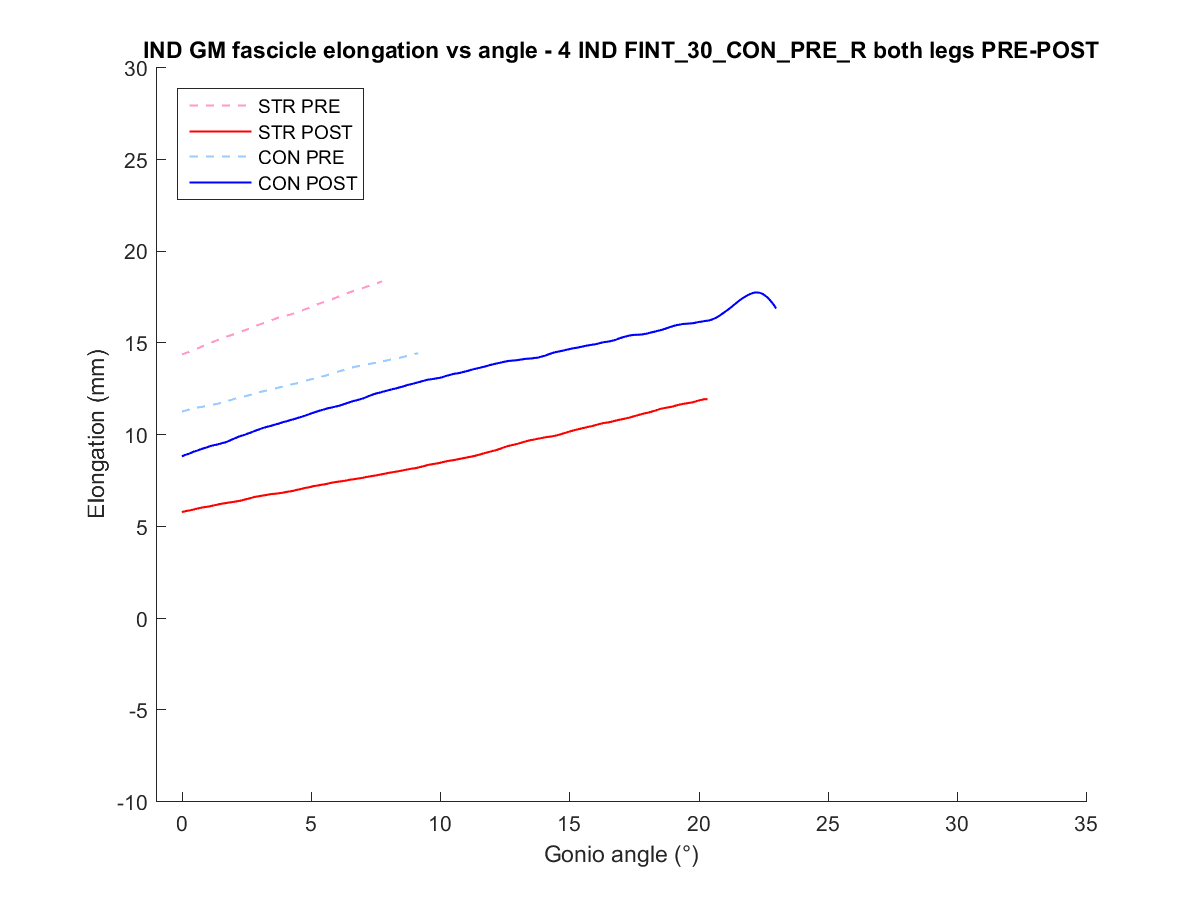 IND GM fascicle elongation vs angle - 4 IND FINT_30_CON_PRE_R both legs PRE-POST
30
25
20
15
10
5
0
-5
-10
STR PRE
STR POST
CON PRE
CON POST
Elongation (mm)
0 5 10 15 20 25 30 35
Gonio angle (°)